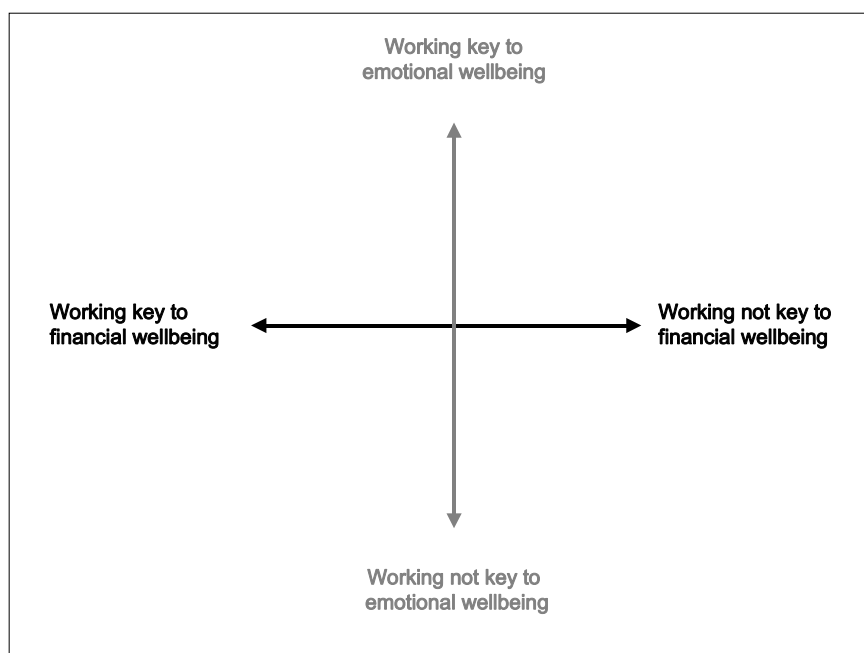 Working key to
emotional wellbeing
Working key to
financial wellbeing
Working not key to
financial wellbeing
Working not key to
emotional wellbeing